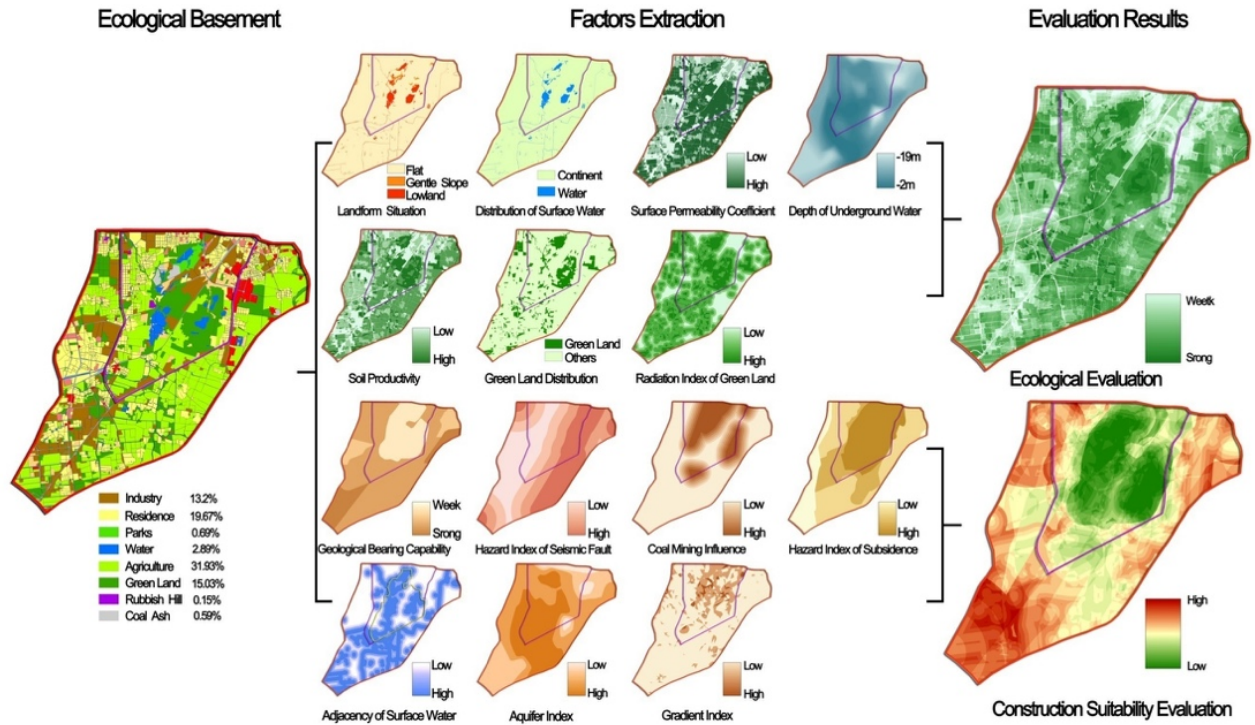 Ecological Basement
Factors Extraction
Evaluation Results
Flat
Gentle Slope
Lowland
Landform Situation
Continent
Water
Distribution of Surface Water
Low
High
Surface Permeability Coefficient
-19m
-2m
Depth of Underground Water
Low
High
Soil Productivity
Green Land
Others
Green Land Distribution
Low
High
Radiation Index of Green Land
Weetk
Srong
Ecological Evaluation
Industry 13.2%
Residence 19.67%
Parks 0.69%
Water 2.89%
Agriculture 31.93%
Green Land 15.03%
Rubbish Hill 0.15%
Coal Ash 0.59%
Week
Srong
Geological Bearing Capability
Low
High
Hazard Index of Seismic Fault
Low
High
Coal Mining Influence
Low
High
Hazard Index of Subsidence
Low
High
Adjacency of Surface Water
Low
High
Aquifer Index
Low
High
Gradient Index
High
Low
Construction Suitability Evaluation